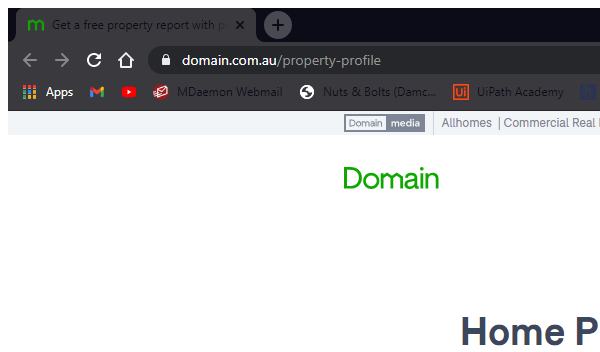 Get a free property report with p
domain.com.au/property-profile
Apps MDaemon Webmail Nuts & Bolts (Damc... Ui UiPath Academy
Domain media Allhomes | Commercial Real
Domain
Home P